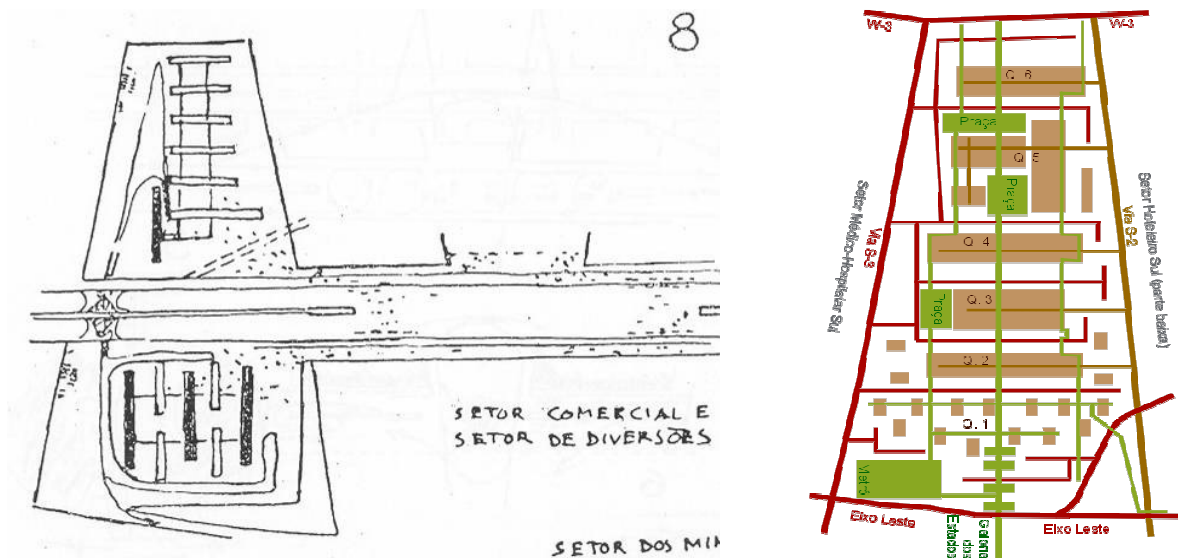 8
SETOR COMERCIAL E
SETOR DE DIVERSÕES
SETOR DOS MIN
W-3
W-3
Q. 6
Praça
Q. 5
Praça
Setor Médico-Hospitalar Sul
Via S-3
Q. 4
Via S-2
Setor Hoteleiro Sul (parte baixa)
Q. 3
Praça
Q. 2
Q. 1
Metrô
Eixo Leste
Galeria dos
Estados
Eixo Leste